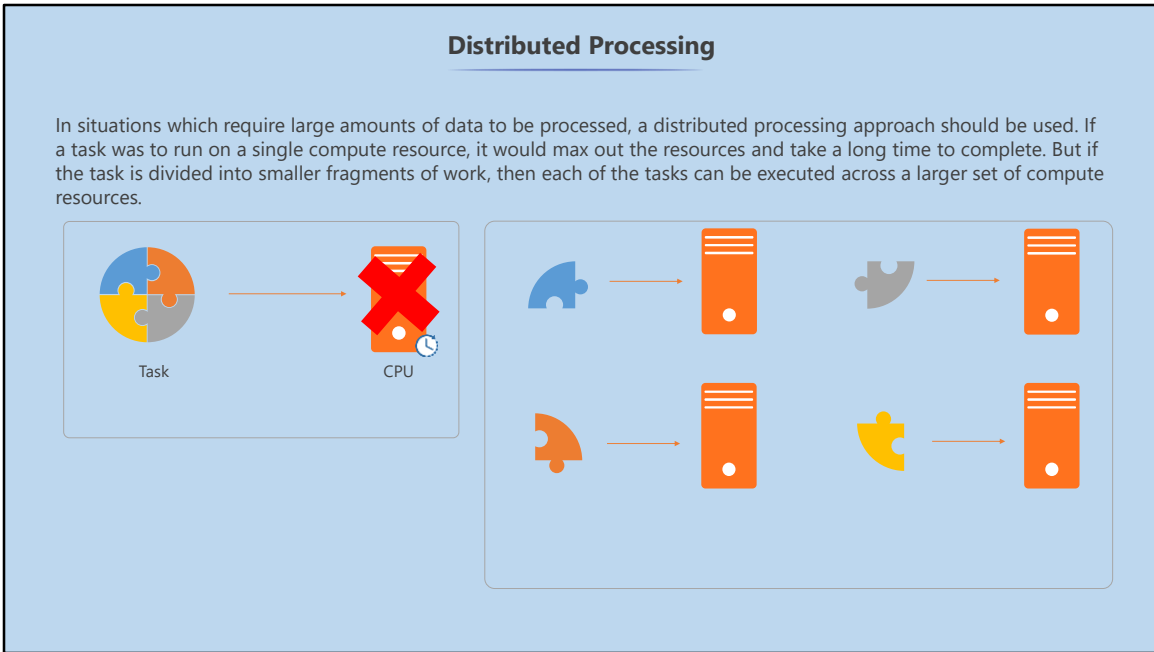 Distributed Processing
In situations which require large amounts of data to be processed, a distributed processing approach should be used. If
a task was to run on a single compute resource, it would max out the resources and take a long time to complete. But if
the task is divided into smaller fragments of work, then each of the tasks can be executed across a larger set of compute
resources.
Task
CPU